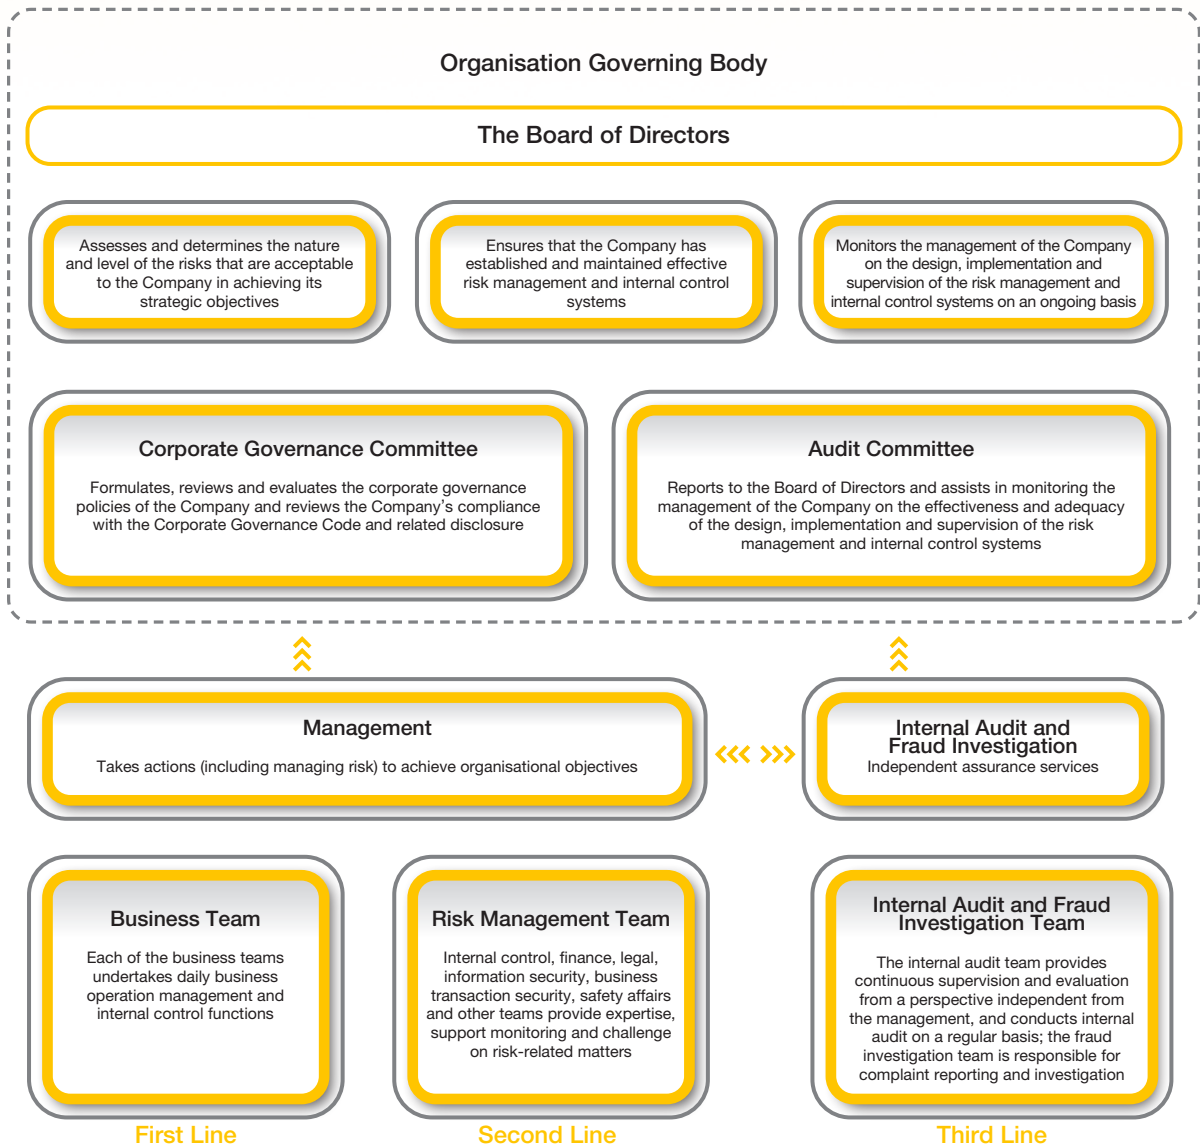 Organisation Governing Body
The Board of Directors
Assesses and determines the nature
and level of the risks that are acceptable
to the Company in achieving its
strategic objectives
Ensures that the Company has
established and maintained effective
risk management and internal control
systems
Monitors the management of the Company
on the design, implementation and
supervision of the risk management and
internal control systems on an ongoing basis
Corporate Governance Committee
Formulates, reviews and evaluates the corporate governance
policies of the Company and reviews the Company's compliance
with the Corporate Governance Code and related disclosure
Audit Committee
Reports to the Board of Directors and assists in monitoring the
management of the Company on the effectiveness and adequacy
of the design, implementation and supervision of the risk
management and internal control systems
Management
Takes actions (including managing risk) to achieve organisational objectives
Internal Audit and
Fraud Investigation
Independent assurance services
Business Team
Each of the business teams
undertakes daily business
operation management and
internal control functions
First Line
Risk Management Team
Internal control, finance, legal,
information security, business
transaction security, safety affairs
and other teams provide expertise,
support monitoring and challenge
on risk-related matters
Second Line
Internal Audit and Fraud
Investigation Team
The internal audit team provides
continuous supervision and evaluation
from a perspective independent from
the management, and conducts internal
audit on a regular basis; the fraud
investigation team is responsible for
complaint reporting and investigation
Third Line